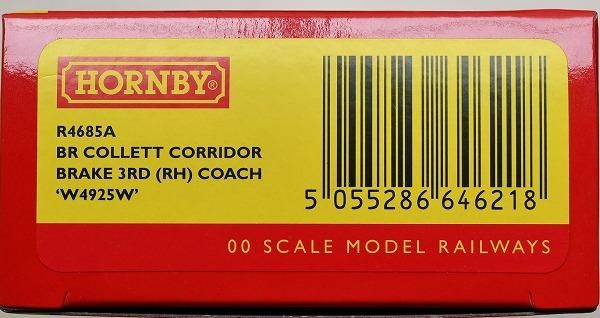 HORNBY®
R4685A
BR COLLETT CORRIDOR
BRAKE 3RD (RH) COACH
‘W4925W’
5 055286 646218
00 SCALE MODEL RAILWAYS